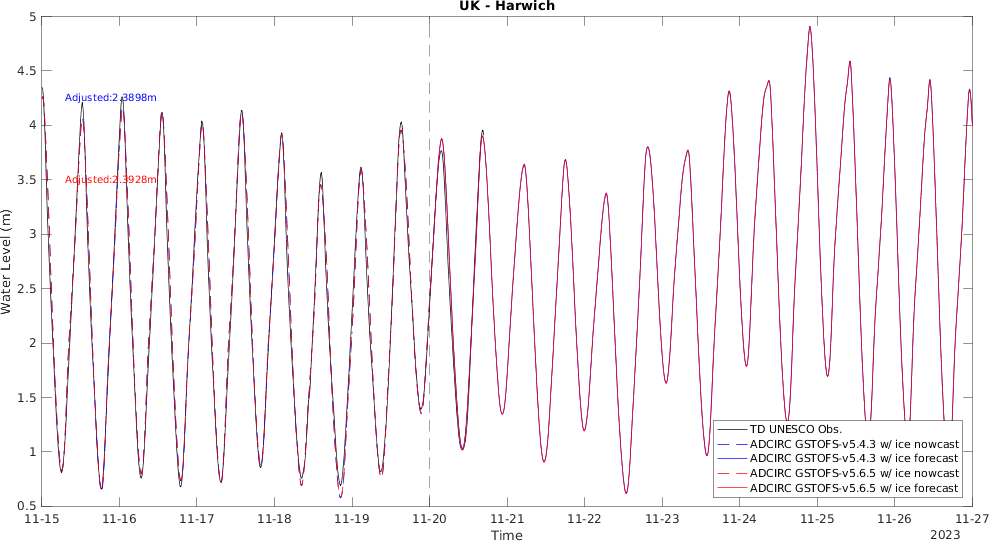 UK - Harwich
5
4.5
4
3.5
3
2.5
2
1.5
1
0.5
Water Level (m)
Adjusted:2.3898m
Adjusted:2.3928m
TD UNESCO Obs.
ADCIRC GSTOFS-v5.4.3 w/ ice nowcast
ADCIRC GSTOFS-v5.4.3 w/ ice forecast
ADCIRC GSTOFS-v5.6.5 w/ ice nowcast
ADCIRC GSTOFS-v5.6.5 w/ ice forecast
11-15 11-16 11-17 11-18 11-19 11-20 11-21 11-22 11-23 11-24 11-25 11-26 11-27
Time
2023